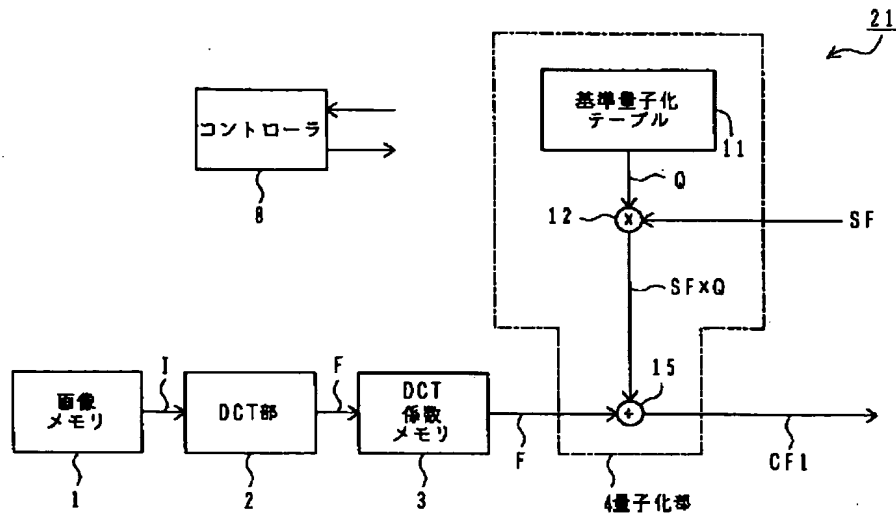 21
コントローラ
8
基準量子化
テーブル
11
Q
12
×
SF
SF×Q
画像
メモリ
1
I
DCT部
2
F
DCT
係数
メモリ
3
F
15
÷
4量子化部
CF1